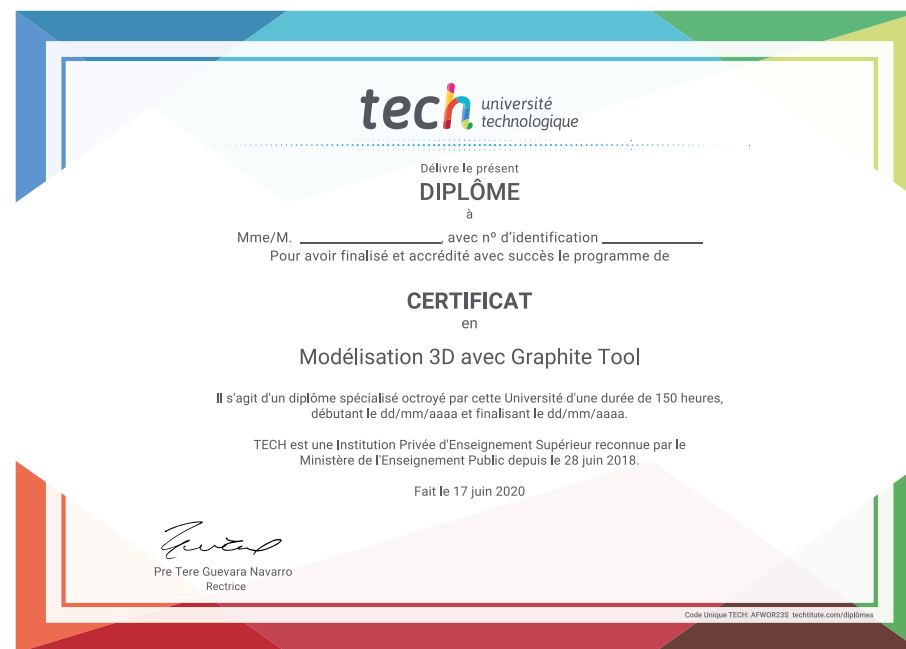 tech université
technologique
Délivre le présent
DIPLÔME
à
Mme/M. ____________________, avec nº d'identification ______________
Pour avoir finalisé et accrédité avec succès le programme de
CERTIFICAT
en
Modélisation 3D avec Graphite Tool
Il s'agit d'un diplôme spécialisé octroyé par cette Université d'une durée de 150 heures,
débutant le dd/mm/aaaa et finalisant le dd/mm/aaaa.
TECH est une Institution Privée d'Enseignement Supérieur reconnue par le
Ministère de l'Enseignement Public depuis le 28 juin 2018.
Fait le 17 juin 2020
Pre Tere Guevara Navarro
Rectrice
Code Unique TECH: AFWOR23S techtitute.com/diplômes